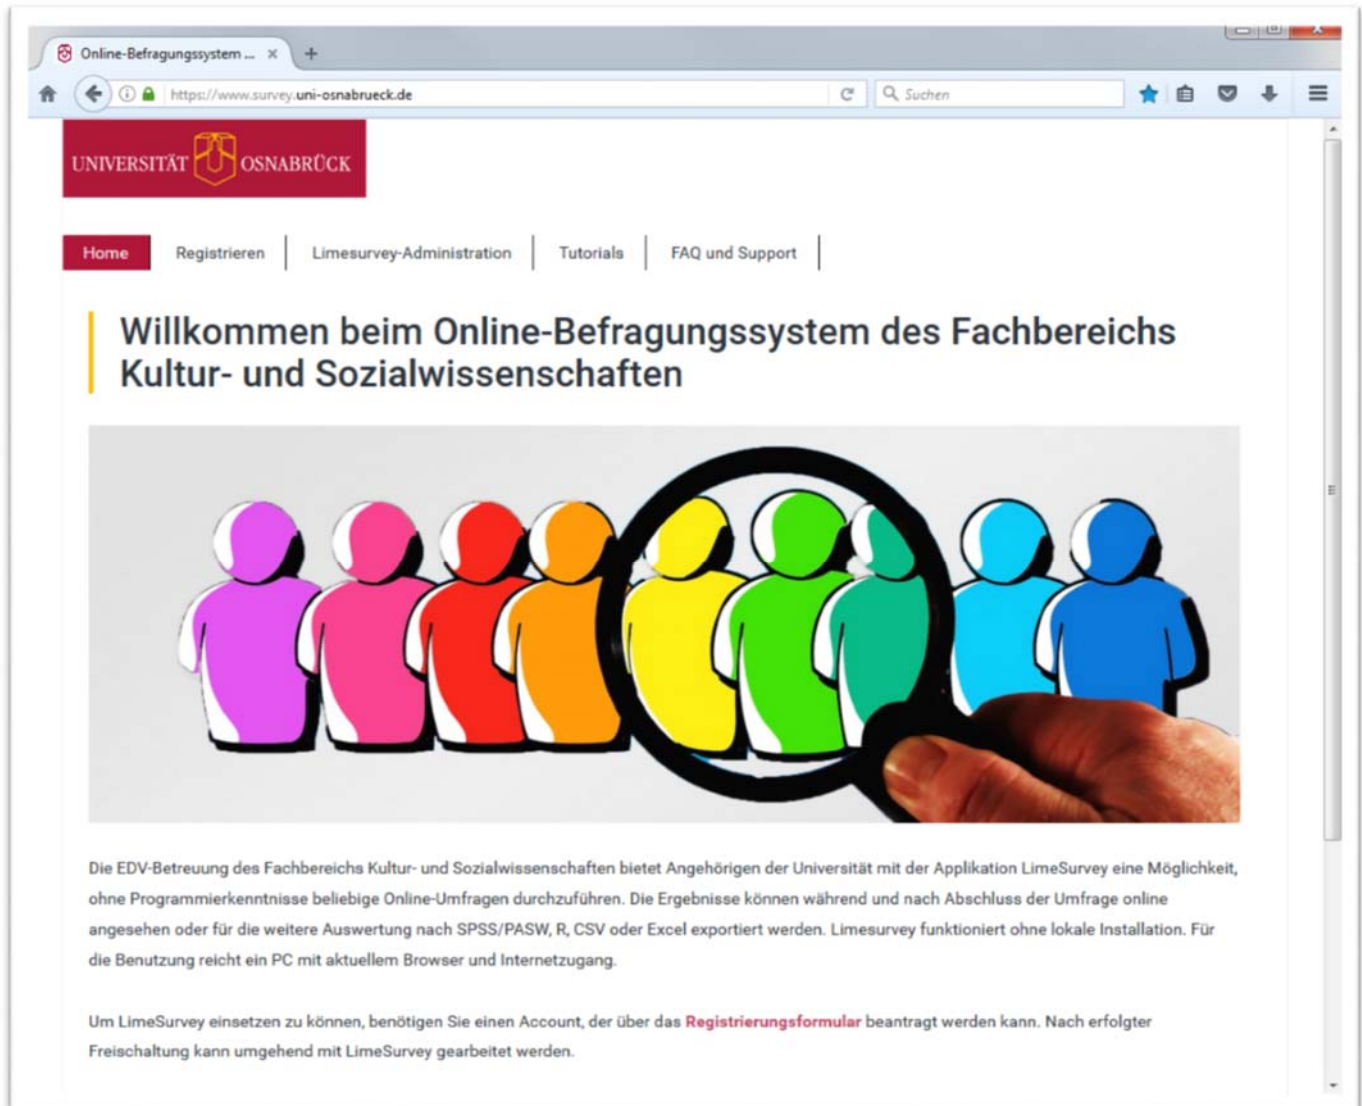 Online-Befragungssystem ...
https://www.survey.uni-osnabrueck.de
Suchen
UNIVERSITÄT OSNABRÜCK
Home Registrieren Limesurvey-Administration Tutorials FAQ und Support
Willkommen beim Online-Befragungssystem des Fachbereichs
Kultur- und Sozialwissenschaften
Die EDV-Betreuung des Fachbereichs Kultur- und Sozialwissenschaften bietet Angehörigen der Universität mit der Applikation LimeSurvey eine Möglichkeit,
ohne Programmierkenntnisse beliebige Online-Umfragen durchzuführen. Die Ergebnisse können während und nach Abschluss der Umfrage online
angesehen oder für die weitere Auswertung nach SPSS/PASW, R, CSV oder Excel exportiert werden. Limesurvey funktioniert ohne lokale Installation. Für
die Benutzung reicht ein PC mit aktuellem Browser und Internetzugang.
Um LimeSurvey einsetzen zu können, benötigen Sie einen Account, der über das Registrierungsformular beantragt werden kann. Nach erfolgter
Freischaltung kann umgehend mit LimeSurvey gearbeitet werden.